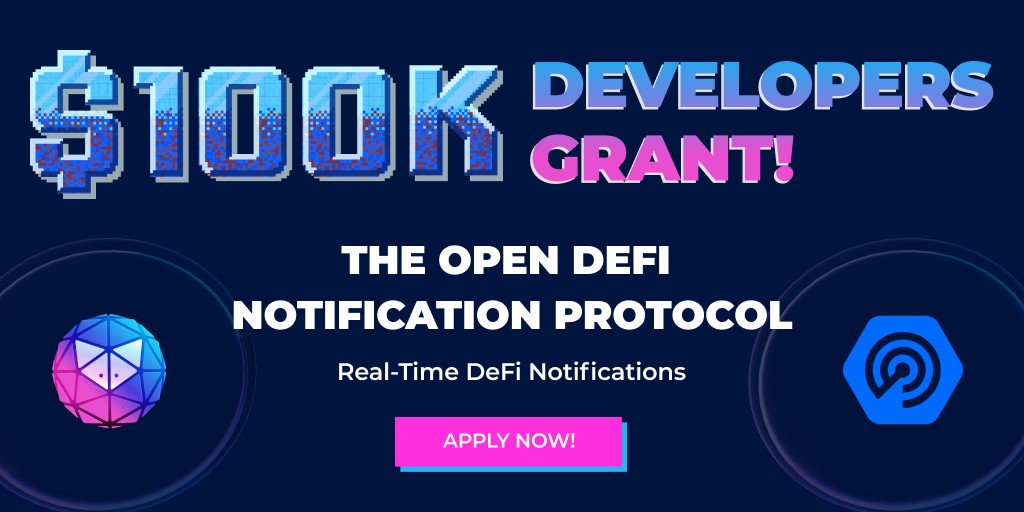 $100K
DEVELOPERS
GRANT!
THE OPEN DEFI
NOTIFICATION PROTOCOL
Real-Time DeFi Notifications
APPLY NOW!